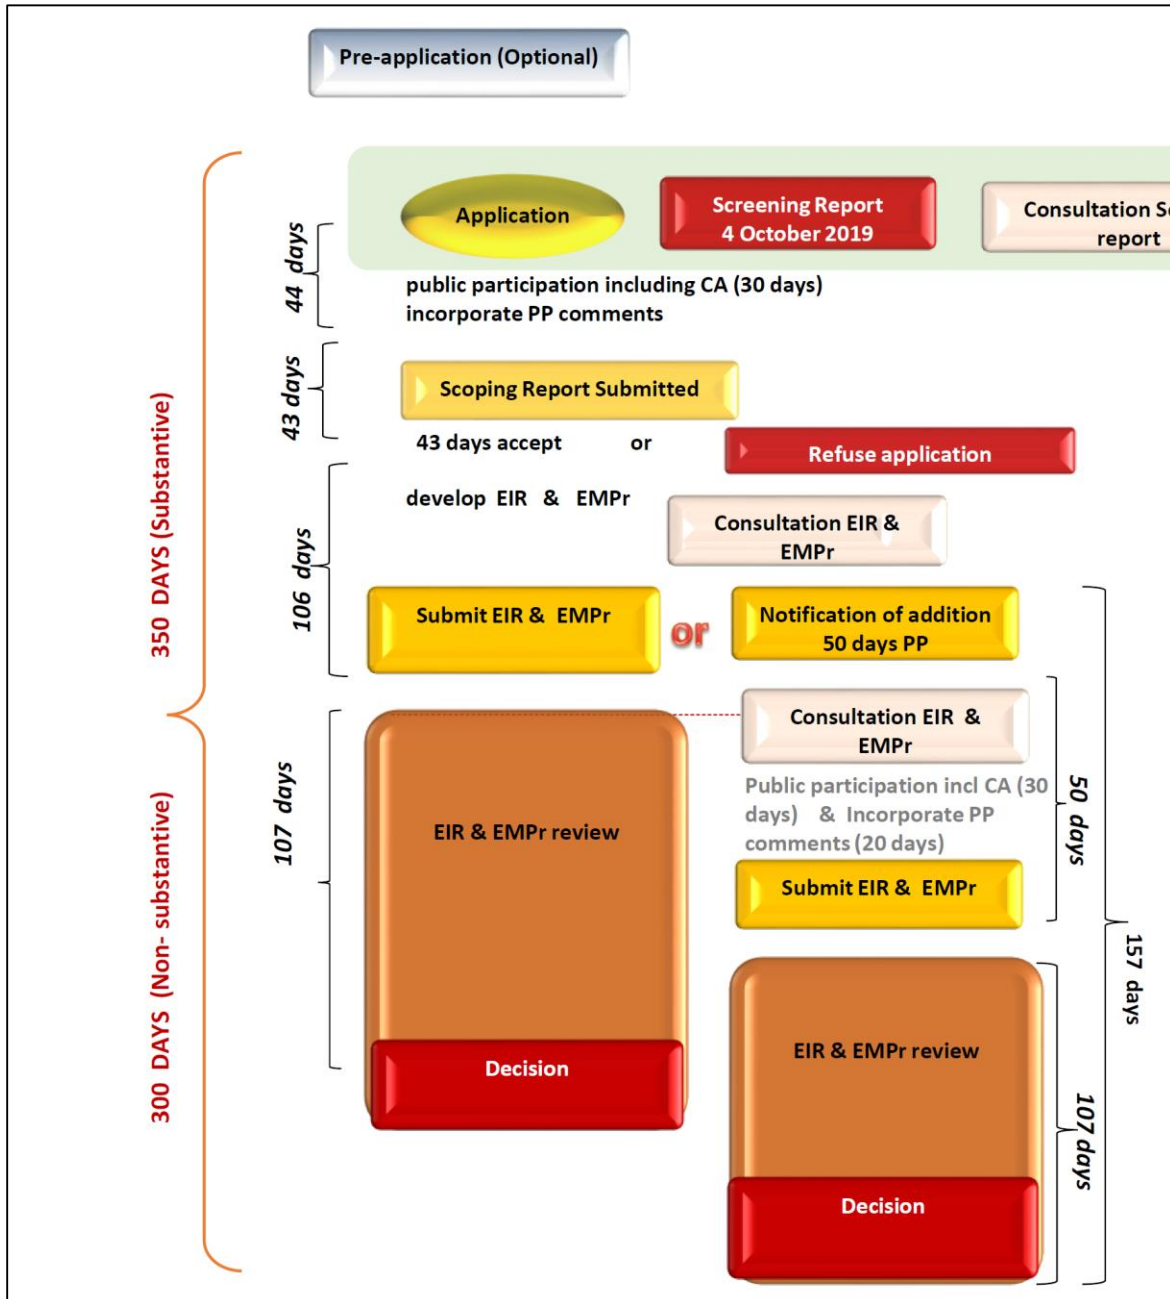 Pre-application (Optional)
Application
Screening Report
4 October 2019
Consultation
report
44 days
public participation including CA (30 days)
incorporate PP comments
43 days
Scoping Report Submitted
43 days accept or
Refuse application
350 DAYS (Substantive)
106 days
develop EIR & EMPr
Consultation EIR &
EMPr
Submit EIR & EMPr
or
Notification of addition
50 days PP
300 DAYS (Non- substantive)
107 days
EIR & EMPr review
Decision
Consultation EIR &
EMPr
Public participation incl CA (30
days) & Incorporate PP
comments (20 days)
Submit EIR & EMPr
50 days
157 days
EIR & EMPr review
107 days
Decision